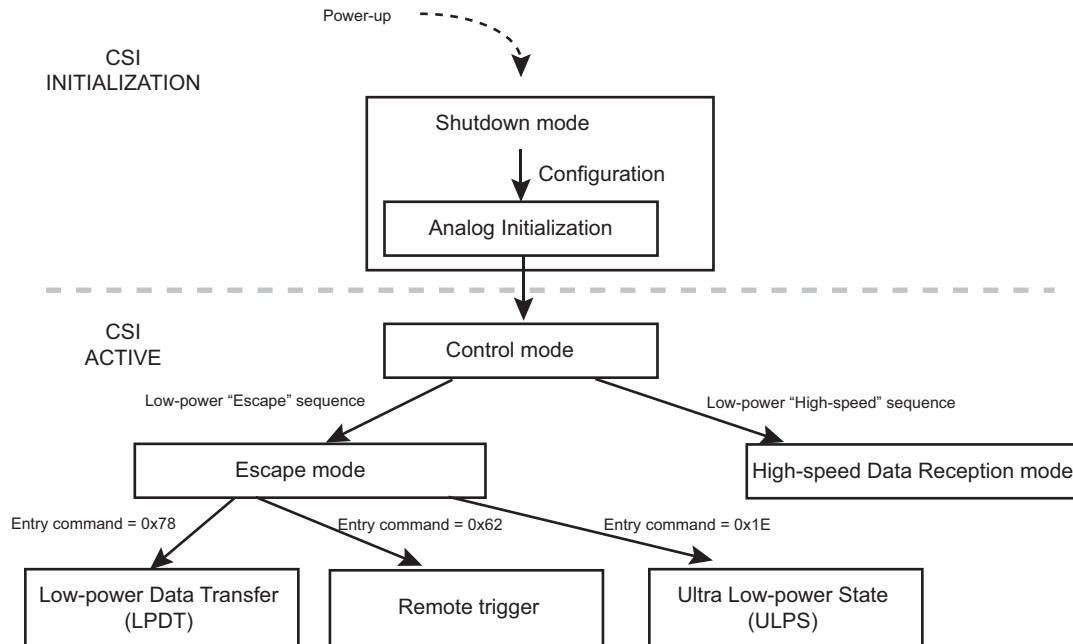 Power-up
CSI
INITIALIZATION
Shutdown mode
Configuration
Analog Initialization
CSI
ACTIVE
Control mode
Low-power “Escape” sequence
Low-power “High-speed” sequence
Escape mode
High-speed Data Reception mode
Entry command = 0x78
Entry command = 0x62
Entry command = 0x1E
Low-power Data Transfer
(LPDT)
Remote trigger
Ultra Low-power State
(ULPS)